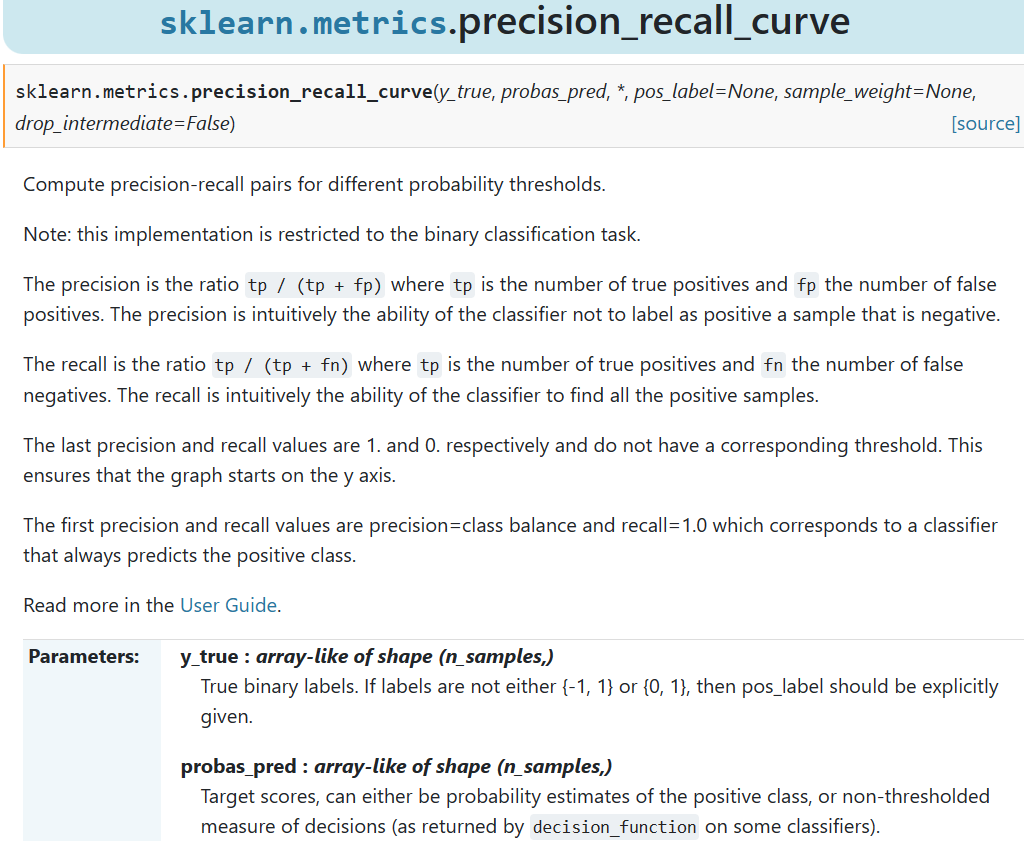 sklearn.metrics.precision_recall_curve
sklearn.metrics.precision_recall_curve(y_true, probas_pred, *, pos_label=None, sample_weight=None,
drop_intermediate=False) [source]
Compute precision-recall pairs for different probability thresholds.
Note: this implementation is restricted to the binary classification task.
The precision is the ratio tp / (tp + fp) where tp is the number of true positives and fp the number of false
positives. The precision is intuitively the ability of the classifier not to label as positive a sample that is negative.
The recall is the ratio tp / (tp + fn) where tp is the number of true positives and fn the number of false
negatives. The recall is intuitively the ability of the classifier to find all the positive samples.
The last precision and recall values are 1. and 0. respectively and do not have a corresponding threshold. This
ensures that the graph starts on the y axis.
The first precision and recall values are precision=class balance and recall=1.0 which corresponds to a classifier
that always predicts the positive class.
Read more in the User Guide.
Parameters: y_true : array-like of shape (n_samples,)
True binary labels. If labels are not either {-1, 1} or {0, 1}, then pos_label should be explicitly
given.
probas_pred : array-like of shape (n_samples,)
Target scores, can either be probability estimates of the positive class, or non-thresholded
measure of decisions (as returned by decision_function on some classifiers).